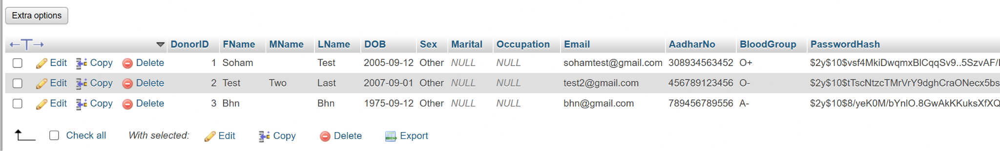 Extra options
DonorID FName MName LName DOB Sex Marital Occupation Email AadharNo BloodGroup PasswordHash
Edit Copy Delete 1 Soham Test 2005-09-12 Other NULL NULL sohamtest@gmail.com 308934563452 O+ $2y$10$vsf4MkiDwqmxBlCqqSv9..5SzvAF/
Edit Copy Delete 2 Test Two Last 2007-09-01 Other NULL NULL test2@gmail.com 456789123456 O- $2y$10$tTscNtzcTMrVrY9dghCraONecx5bs
Edit Copy Delete 3 Bhn Bhn 1975-09-12 Other NULL NULL bhn@gmail.com 789456789556 A- $2y$10$8/yeK0M/bYnlO.8GwAkKKuksXfXQ
Check all With selected: Edit Copy Delete Export